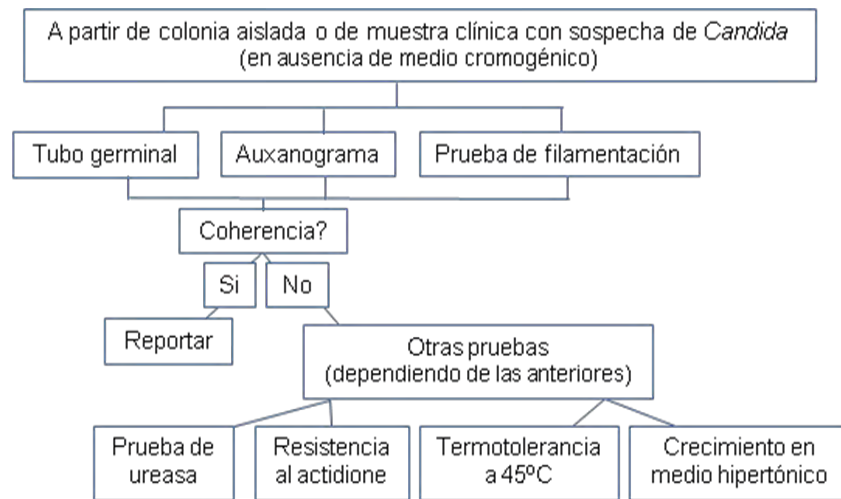 A partir de colonia aislada o de muestra clínica con sospecha de Candida
(en ausencia de medio cromogénico)
Tubo germinal
Auxanograma
Prueba de filamentación
Coherencia?
Si
No
Reportar
Otras pruebas
(dependiendo de las anteriores)
Prueba de
ureasa
Resistencia
al actidione
Termotolerancia
a 45ºC
Crecimiento en
medio hipertónico